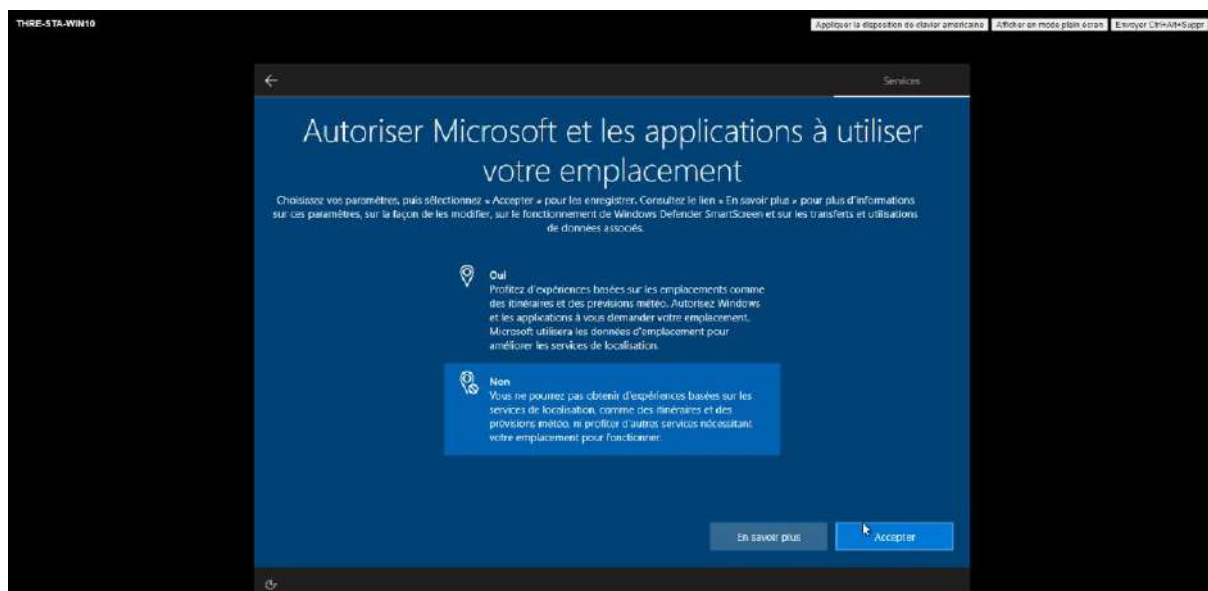 THRE-STA-WIN10
Appliquer la disposition de clavier américaine Afficher en mode plein écran Envoyer Ctrl+Alt+Suppr
Services
Autoriser Microsoft et les applications à utiliser
votre emplacement
Choisissez vos paramètres, puis sélectionnez « Accepter » pour les enregistrer. Consultez le lien « En savoir plus » pour plus d'informations
sur ces paramètres, sur la façon de les modifier, sur le fonctionnement de Windows Defender SmartScreen et sur les transferts et utilisations
de données associés.
Oui
Profitez d'expériences basées sur les emplacements comme
des itinéraires et des prévisions météo. Autorisez Windows
et les applications à vous demander votre emplacement.
Microsoft utilisera les données d'emplacement pour
améliorer les services de localisation.
Non
Vous ne pourrez pas obtenir d'expériences basées sur les
services de localisation, comme des itinéraires et des
prévisions météo, ni profiter d'autres services nécessitant
votre emplacement pour fonctionner.
En savoir plus Accepter